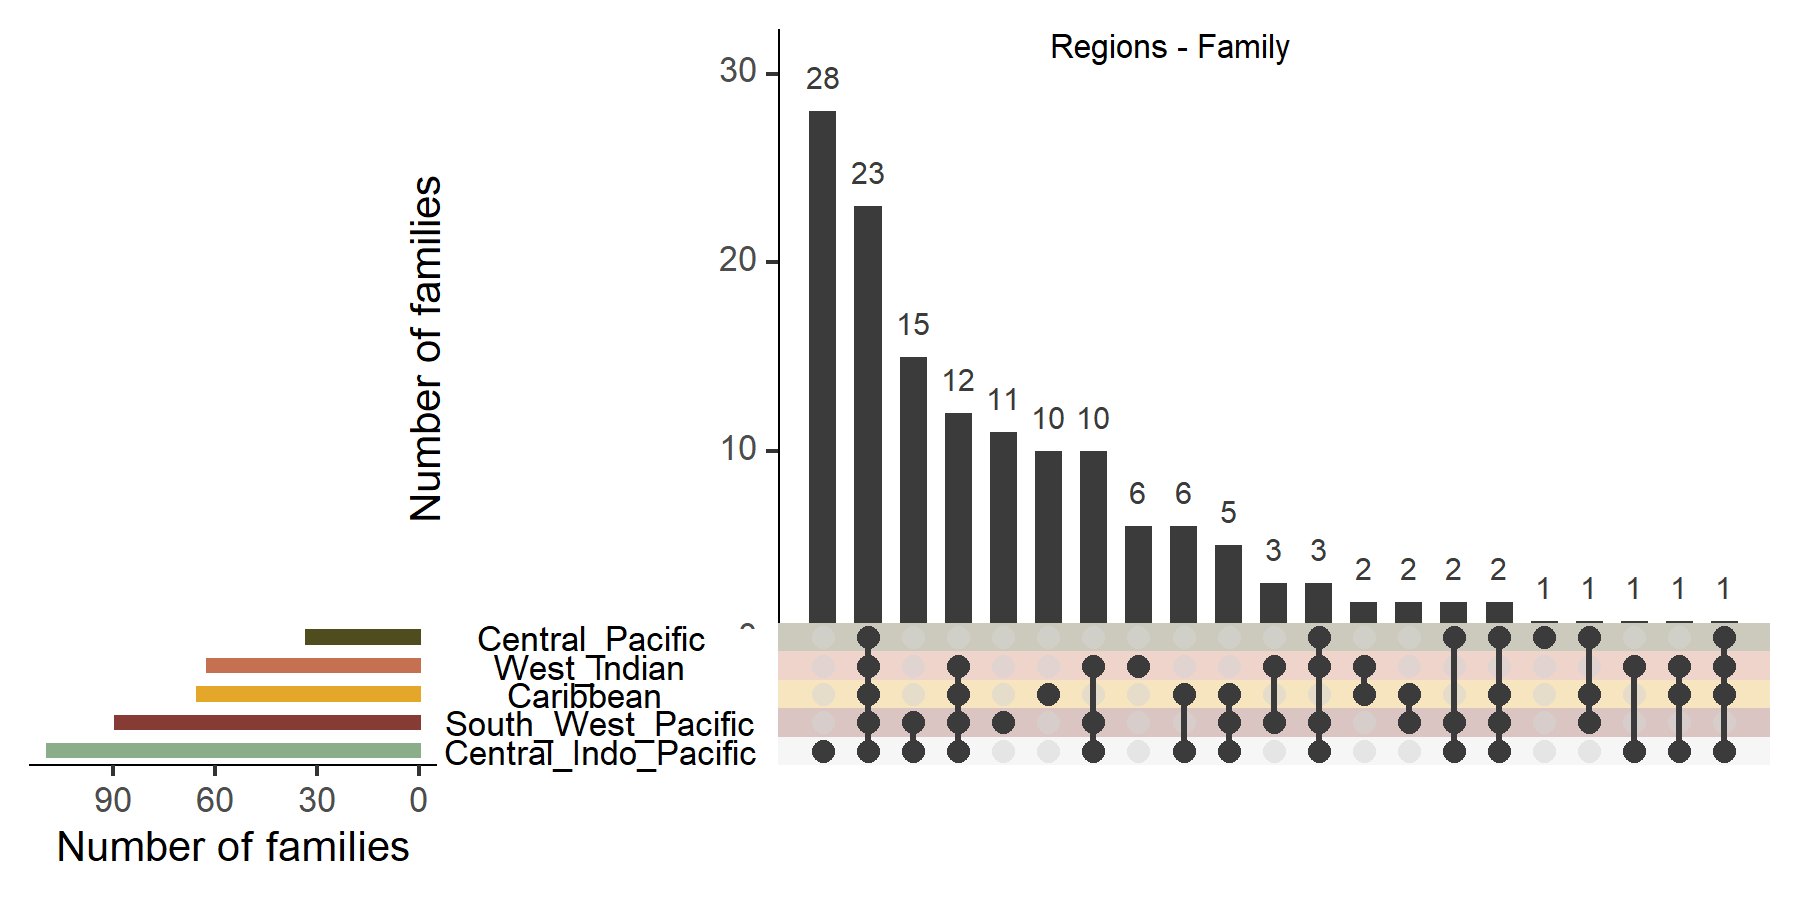 Regions - Family
Number of families
30
20
10
0
28
23
15
12
11
10
10
6
6
5
3
3
2
2
2
2
1
1
1
1
1
Central_Pacific
West_Indian
Caribbean
South_West_Pacific
Central_Indo_Pacific
90 60 30 0
Number of families